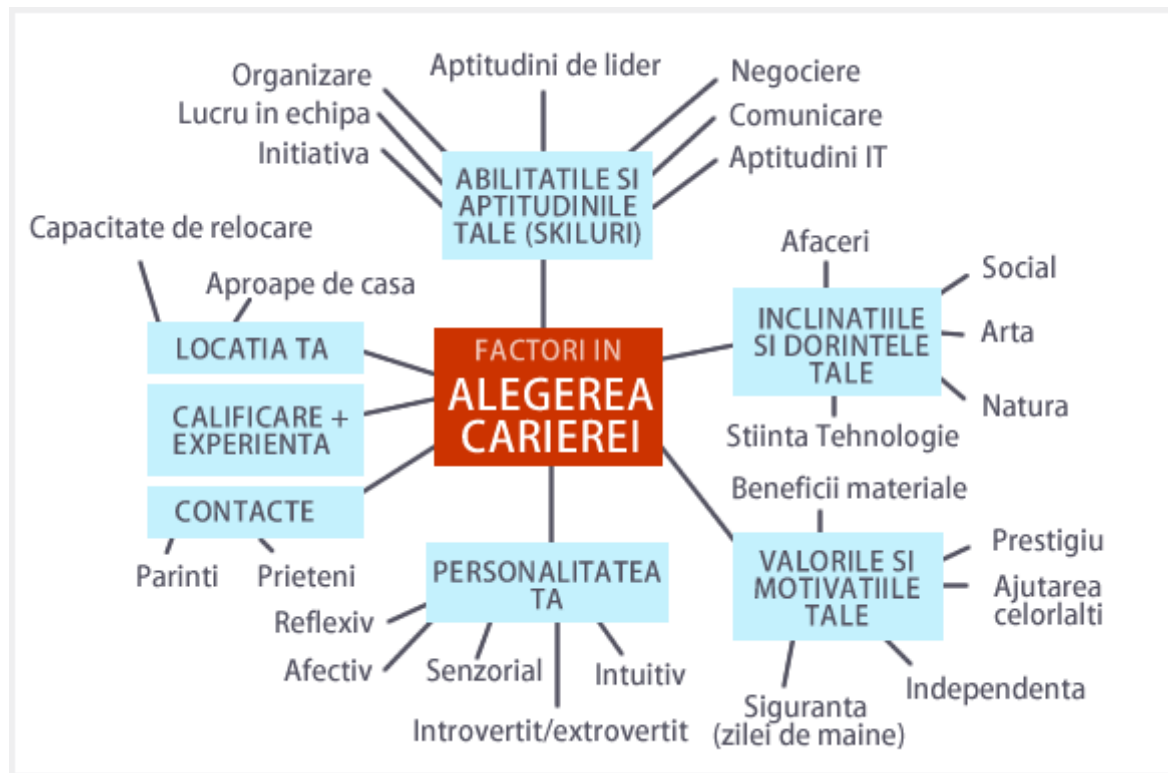 Organizare
Lucru in echipa
Initiativa
Aptitudini de lider
Negociere
Comunicare
Aptitudini IT
ABILITATILE SI
APTITUDINILE
TALE (SKILURI)
Capacitate de relocare
Aproape de casa
LOCATIA TA
CALIFICARE +
EXPERIENTA
CONTACTE
Parinti
Prieteni
FACTORI IN
ALEGEREA
CARIEREI
Afaceri
Social
Arta
Natura
INCLINATIILE
SI DORINTELE
TALE
Stiinta Tehnologie
Beneficii materiale
Prestigiu
Ajutarea
celorlalti
VALORILE SI
MOTIVATIILE
TALE
Independenta
Siguranta
(zilei de maine)
PERSONALITATEA
TA
Reflexiv
Afectiv
Senzorial
Intuitiv
Introvertit/extrovertit